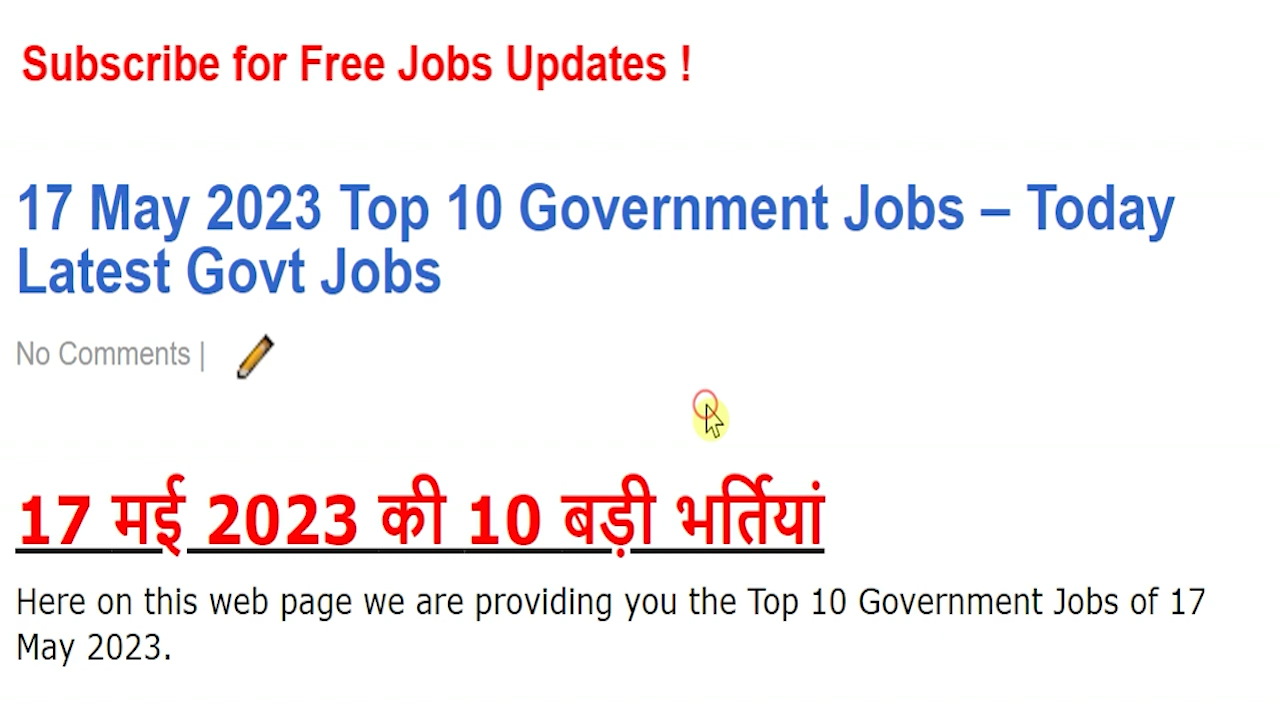 Subscribe for Free Jobs Updates !
17 May 2023 Top 10 Government Jobs – Today
Latest Govt Jobs
No Comments |
17 मई 2023 की 10 बड़ी भर्तियां
Here on this web page we are providing you the Top 10 Government Jobs of 17
May 2023.